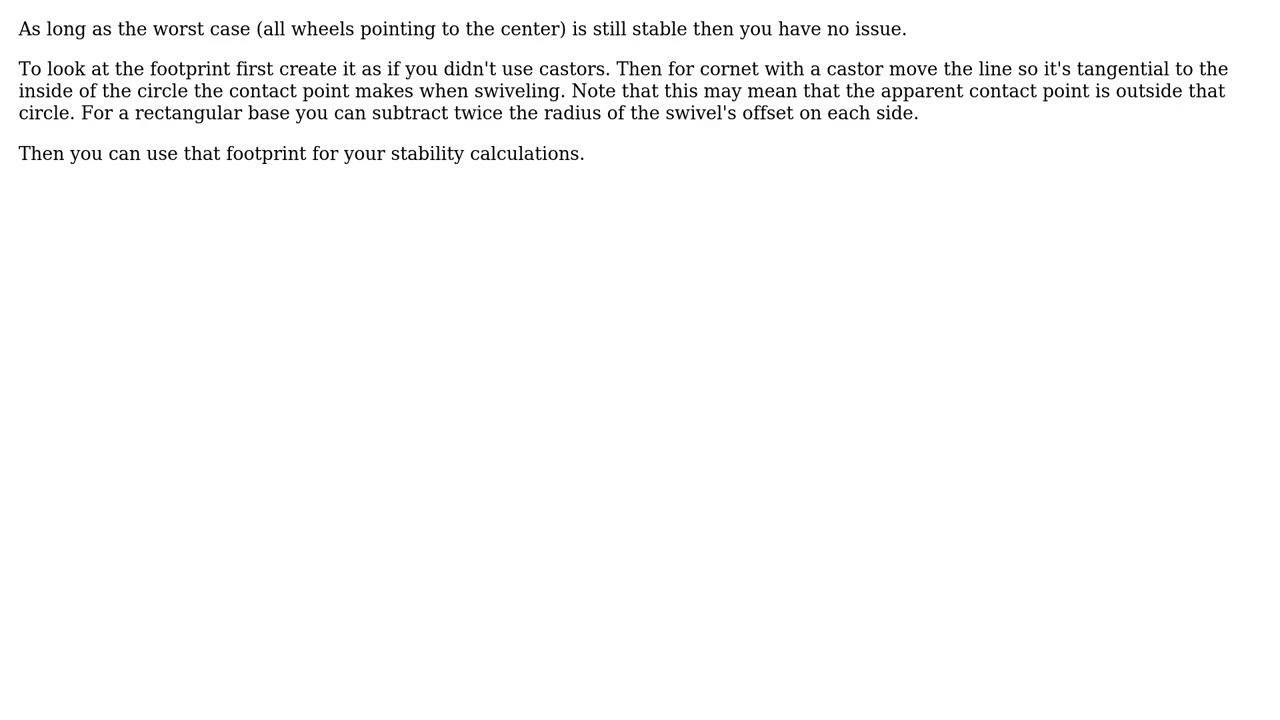 As long as the worst case (all wheels pointing to the center) is still stable then you have no issue.
To look at the footprint first create it as if you didn't use castors. Then for cornet with a castor move the line so it's tangential to the
inside of the circle the contact point makes when swiveling. Note that this may mean that the apparent contact point is outside that
circle. For a rectangular base you can subtract twice the radius of the swivel's offset on each side.
Then you can use that footprint for your stability calculations.